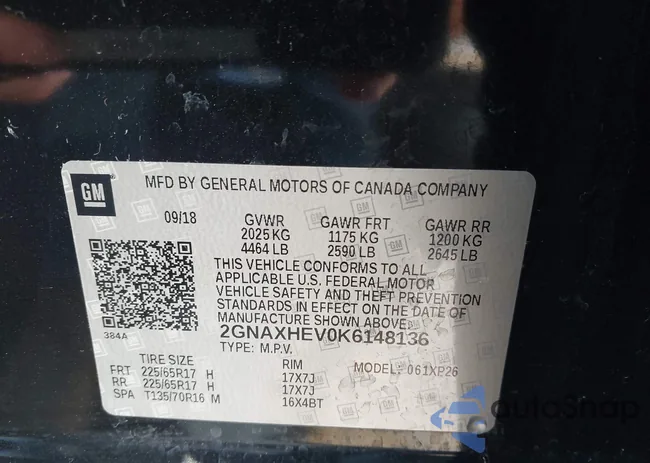 GM
MFD BY GENERAL MOTORS OF CANADA COMPANY
09/18 GVWR GAWR FRT GAWR RR
2025 KG 1175 KG 1200 KG
4464 LB 2590 LB 2645 LB
THIS VEHICLE CONFORMS TO ALL
APPLICABLE U.S. FEDERAL MOTOR
VEHICLE SAFETY AND THEFT PREVENTION
STANDARDS IN EFFECT ON THE DATE OF
MANUFACTURE SHOWN ABOVE.
384A 2GNAXHEV0K6148136
TYPE: M.P.V.
TIRE SIZE RIM MODEL: 061XP26
FRT 225/65R17 H 17X7J
RR 225/65R17 H 17X7J
SPA T135/70R16 M 16X4BT
autoSnap